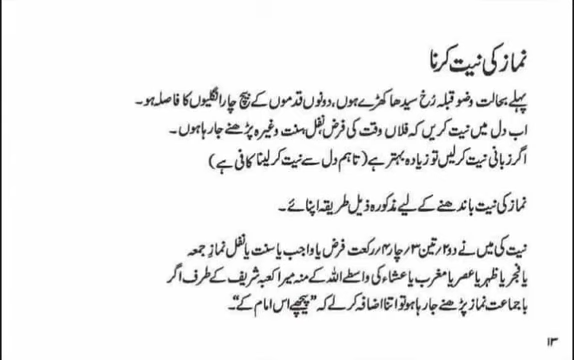 نماز کی نیت کرنا
پہلے بحالت وضو قبلہ رُخ سیدھا کھڑے ہوں، دونوں قدموں کے بیچ چار انگلیوں کا فاصلہ ہو۔
اب دل میں نیت کریں کہ فلاں وقت کی فرض، نفل، سنت وغیرہ پڑھنے جا رہا ہوں۔
اگر زبانی نیت کر لیں تو زیادہ بہتر ہے (تاہم دل سے نیت کر لینا کافی ہے)
نماز کی نیت باندھنے کے لیے مذکورہ ذیل طریقہ اپنائے۔
نیت کی میں نے دو ۲؍ تین ۳؍ چار ۴؍ رکعت فرض یا واجب یا سنت یا نفل نماز جمعہ
یا فجر یا ظہر یا عصر یا مغرب یا عشاء کی واسطے اللہ کے منہ میرا کعبہ شریف کے طرف اگر
با جماعت نماز پڑھنے جا رہا ہو تو اتنا اضافہ کر لے کہ "پیچھے اس امام کے"۔
۱۳